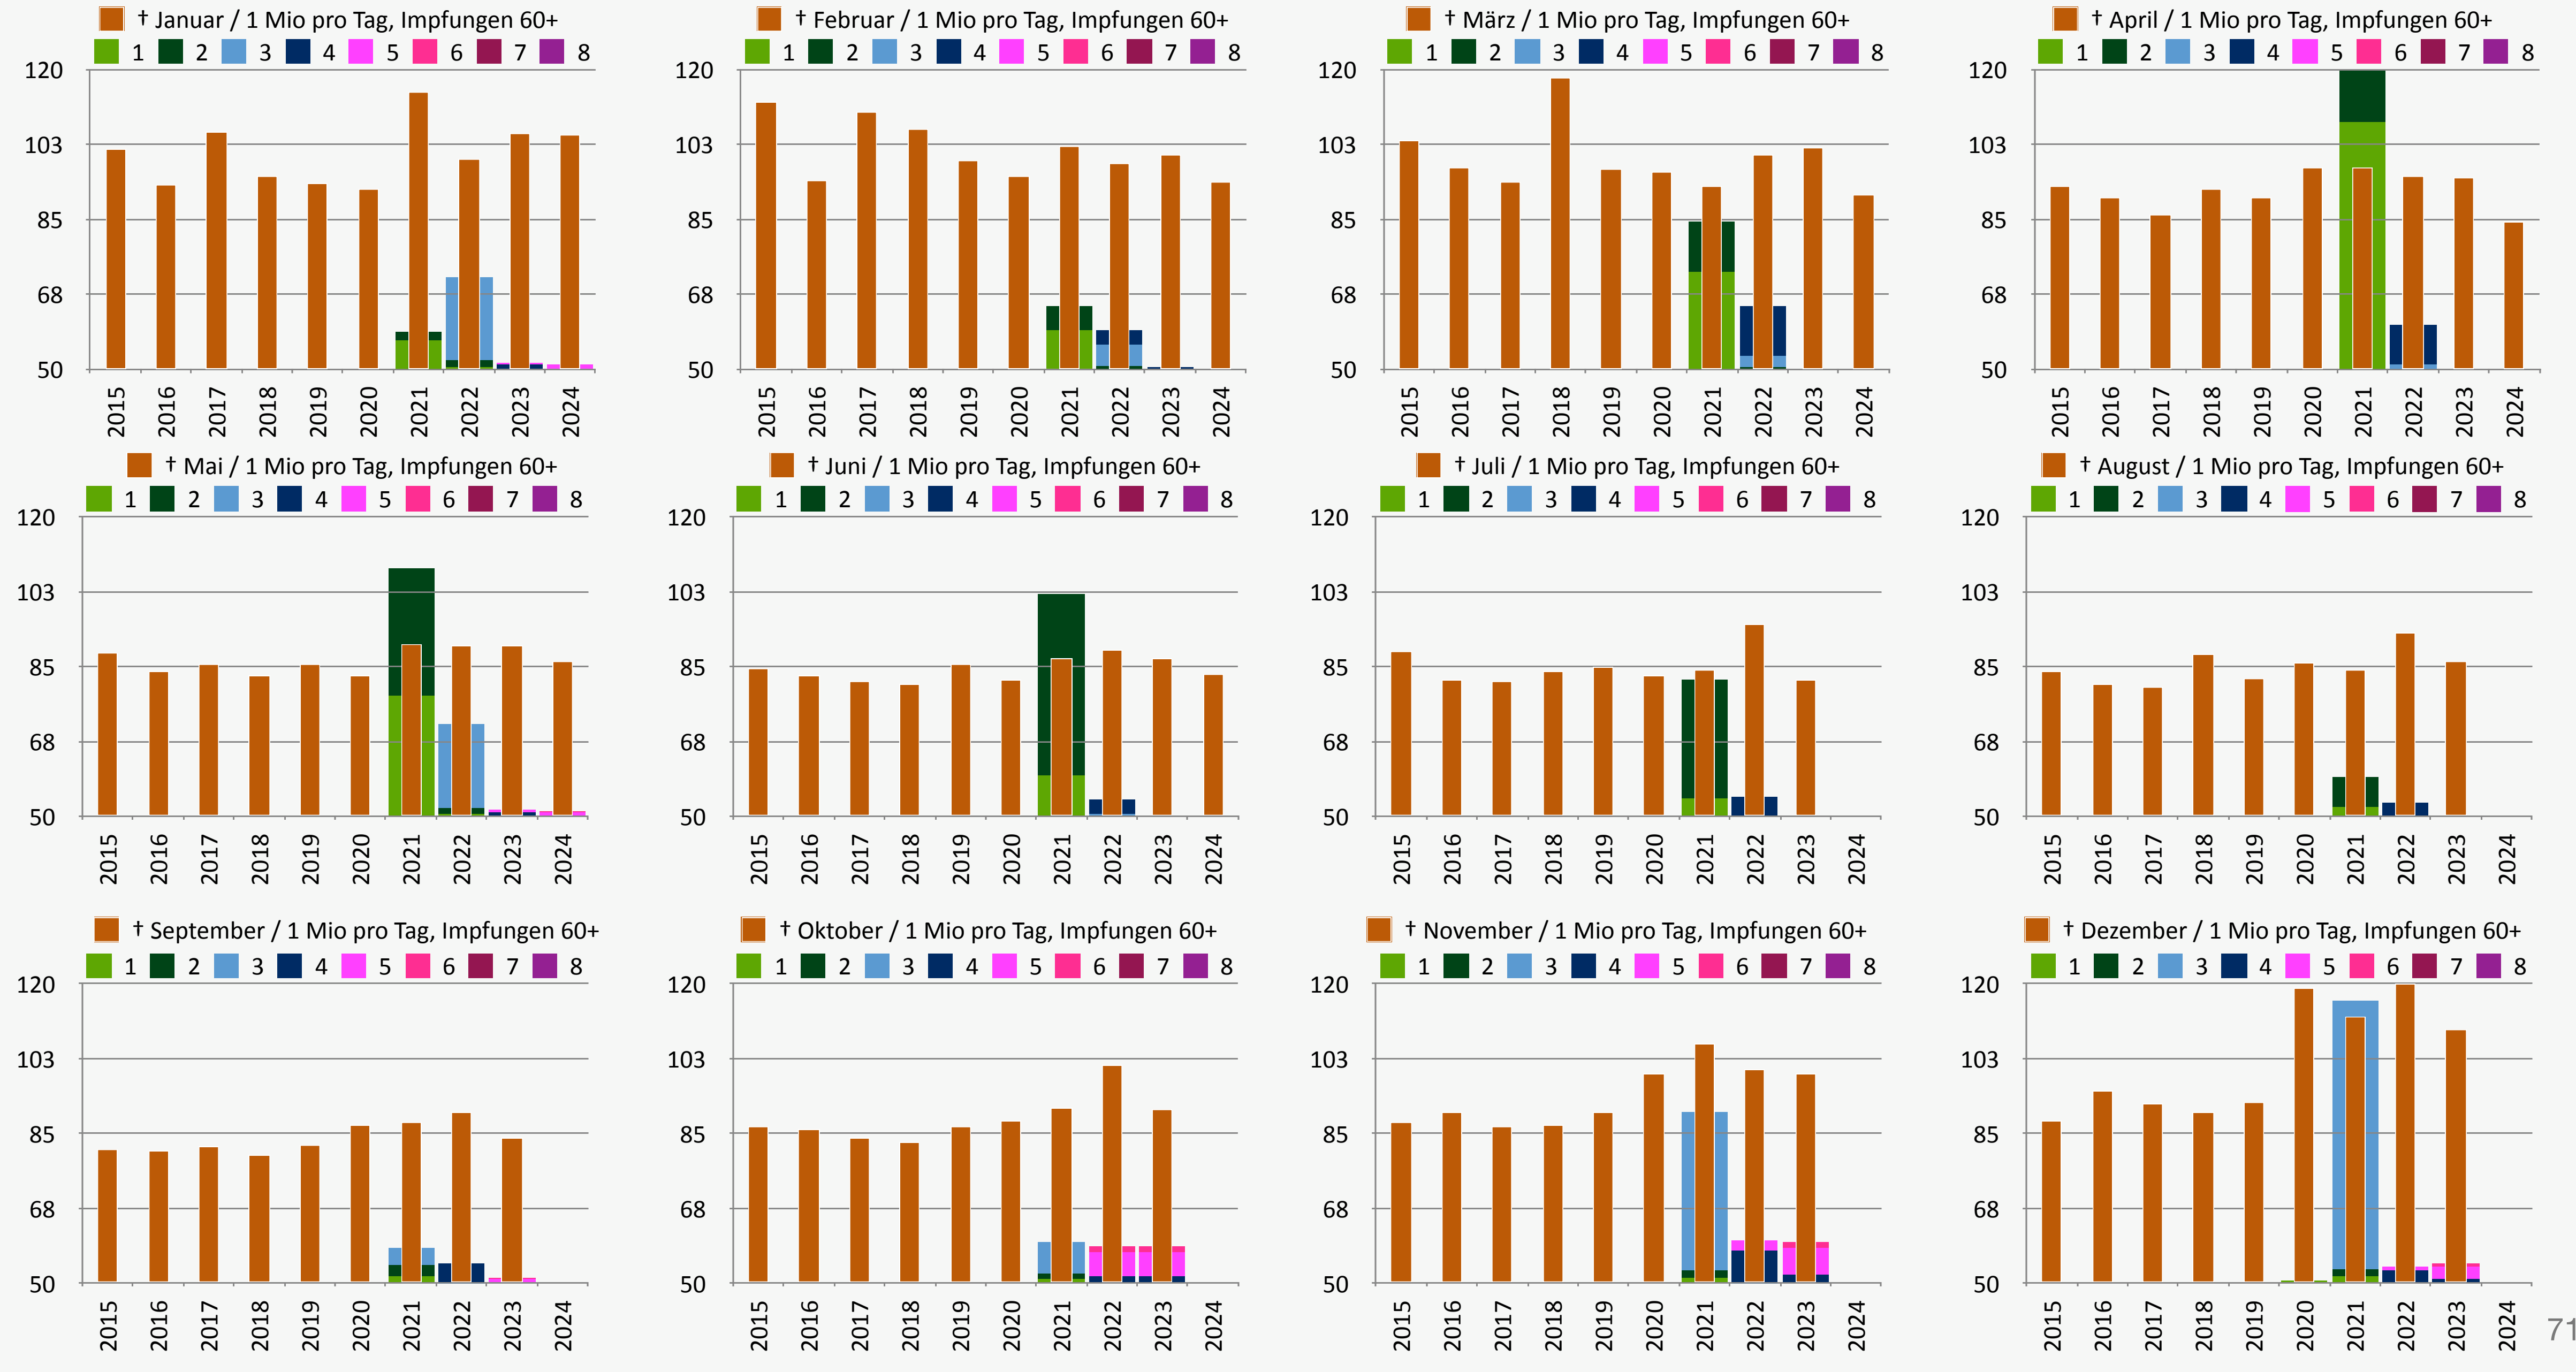 † Januar / 1 Mio pro Tag, Impfungen 60+
1 2 3 4 5 6 7 8
120
103
85
68
50
2015 2016 2017 2018 2019 2020 2021 2022 2023 2024
† Februar / 1 Mio pro Tag, Impfungen 60+
1 2 3 4 5 6 7 8
120
103
85
68
50
2015 2016 2017 2018 2019 2020 2021 2022 2023 2024
† März / 1 Mio pro Tag, Impfungen 60+
1 2 3 4 5 6 7 8
120
103
85
68
50
2015 2016 2017 2018 2019 2020 2021 2022 2023 2024
† April / 1 Mio pro Tag, Impfungen 60+
1 2 3 4 5 6 7 8
120
103
85
68
50
2015 2016 2017 2018 2019 2020 2021 2022 2023 2024
† Mai / 1 Mio pro Tag, Impfungen 60+
1 2 3 4 5 6 7 8
120
103
85
68
50
2015 2016 2017 2018 2019 2020 2021 2022 2023 2024
† Juni / 1 Mio pro Tag, Impfungen 60+
1 2 3 4 5 6 7 8
120
103
85
68
50
2015 2016 2017 2018 2019 2020 2021 2022 2023 2024
† Juli / 1 Mio pro Tag, Impfungen 60+
1 2 3 4 5 6 7 8
120
103
85
68
50
2015 2016 2017 2018 2019 2020 2021 2022 2023 2024
† August / 1 Mio pro Tag, Impfungen 60+
1 2 3 4 5 6 7 8
120
103
85
68
50
2015 2016 2017 2018 2019 2020 2021 2022 2023 2024
† September / 1 Mio pro Tag, Impfungen 60+
1 2 3 4 5 6 7 8
120
103
85
68
50
2015 2016 2017 2018 2019 2020 2021 2022 2023 2024
† Oktober / 1 Mio pro Tag, Impfungen 60+
1 2 3 4 5 6 7 8
120
103
85
68
50
2015 2016 2017 2018 2019 2020 2021 2022 2023 2024
† November / 1 Mio pro Tag, Impfungen 60+
1 2 3 4 5 6 7 8
120
103
85
68
50
2015 2016 2017 2018 2019 2020 2021 2022 2023 2024
† Dezember / 1 Mio pro Tag, Impfungen 60+
1 2 3 4 5 6 7 8
120
103
85
68
50
2015 2016 2017 2018 2019 2020 2021 2022 2023 2024
71